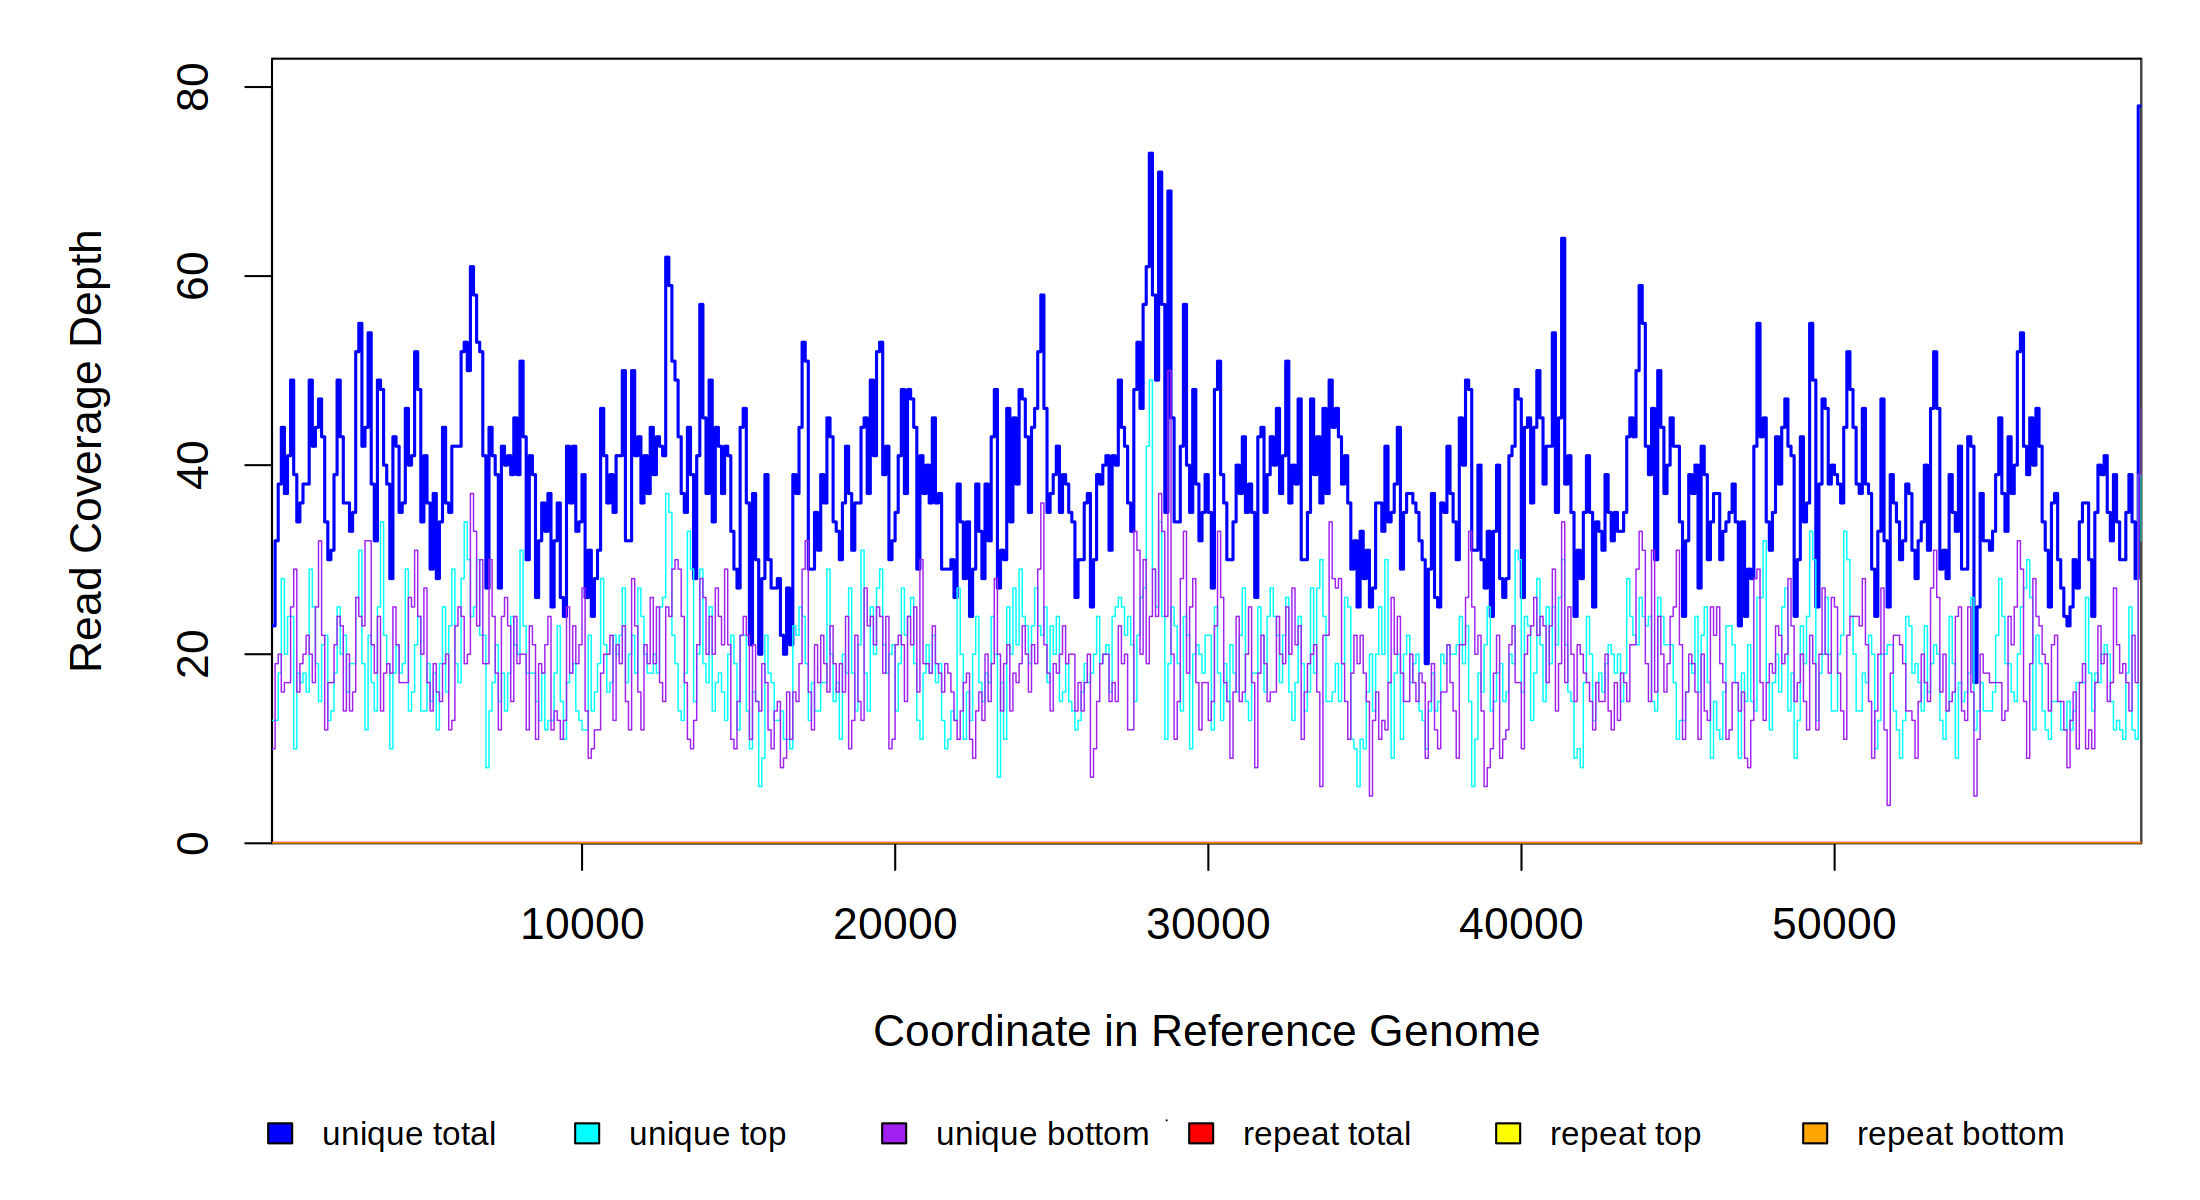 80
60
40
20
0
Read Coverage Depth
10000 20000 30000 40000 50000
Coordinate in Reference Genome
unique total unique top unique bottom repeat total repeat top repeat bottom